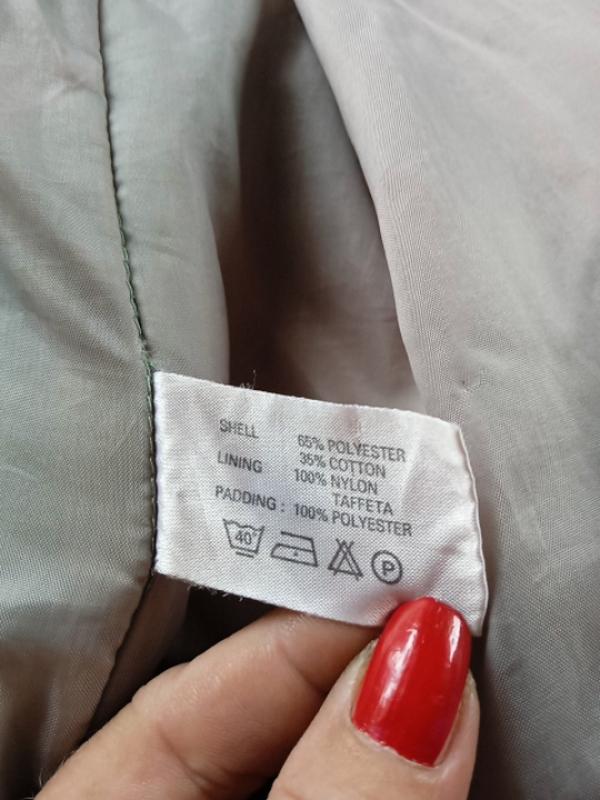 SHELL 65% POLYESTER
35% COTTON
LINING 100% NYLON
TAFFETA
PADDING : 100% POLYESTER
40° P